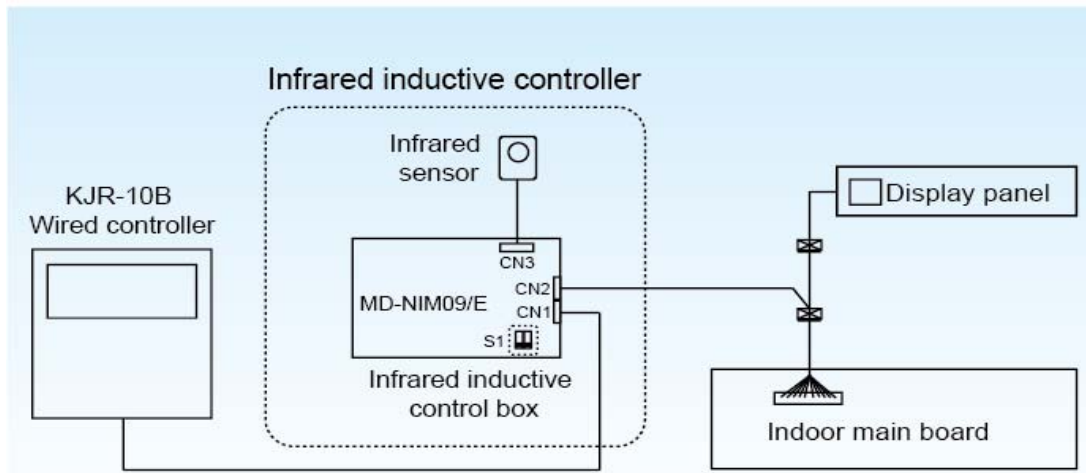 Infrared inductive controller
Infrared
sensor
KJR-10B
Wired controller
Display panel
CN3
CN2
MD-NIM09/E
CN1
S1
Infrared inductive
control box
Indoor main board